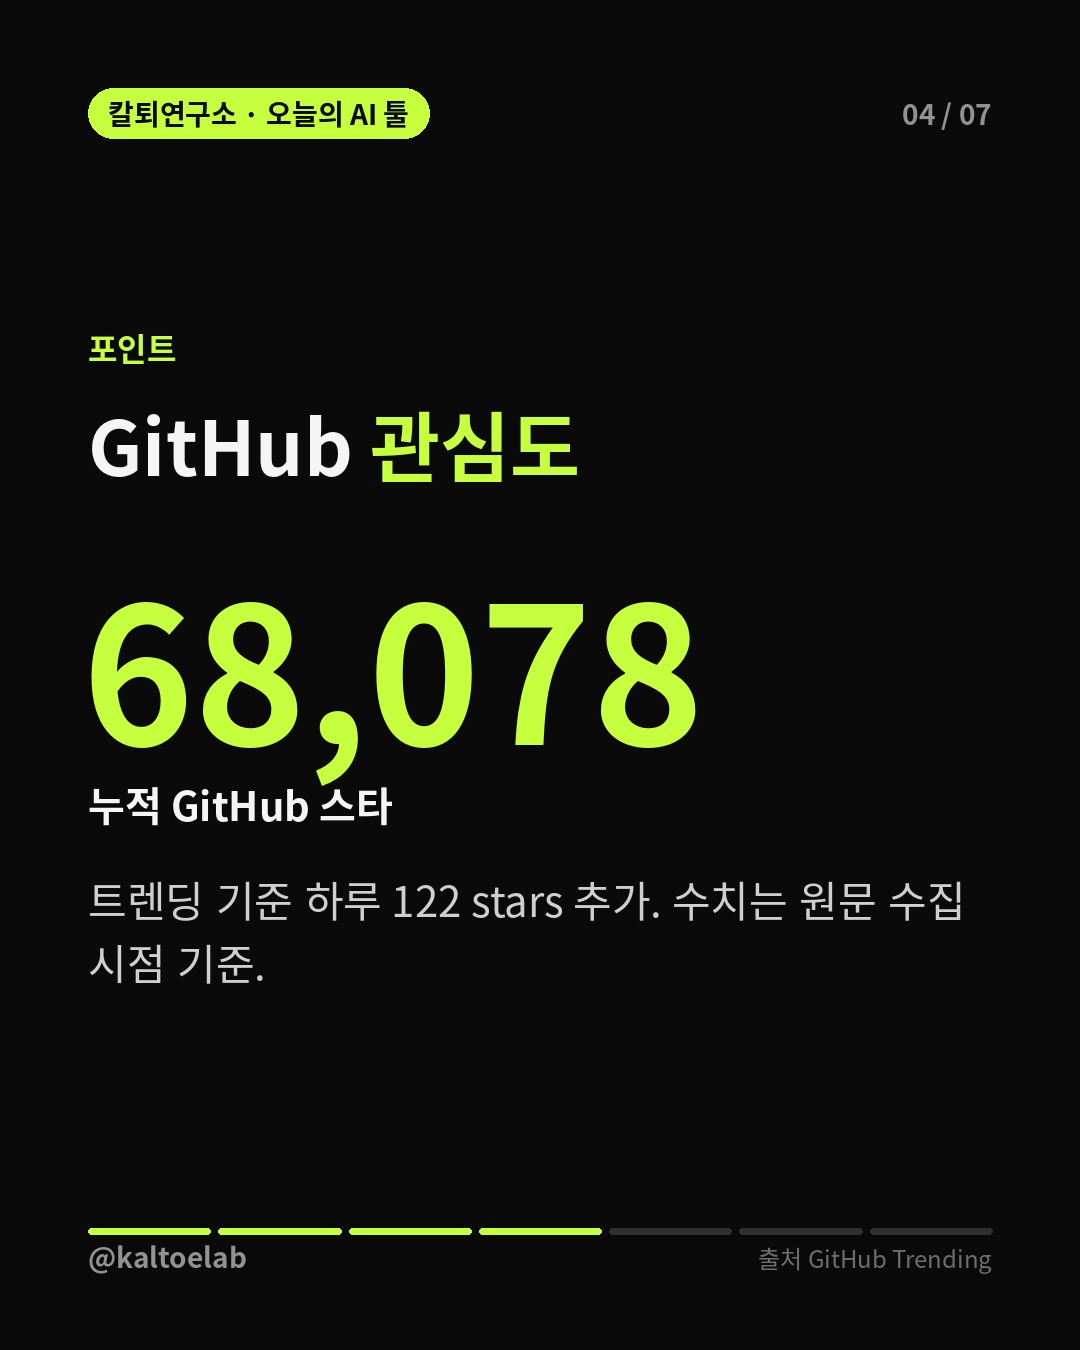 칼퇴연구소 · 오늘의 AI 툴
04 / 07
포인트
GitHub 관심도
68,078
누적 GitHub 스타
트렌딩 기준 하루 122 stars 추가. 수치는 원문 수집
시점 기준.
@kaltoelab
출처 GitHub Trending